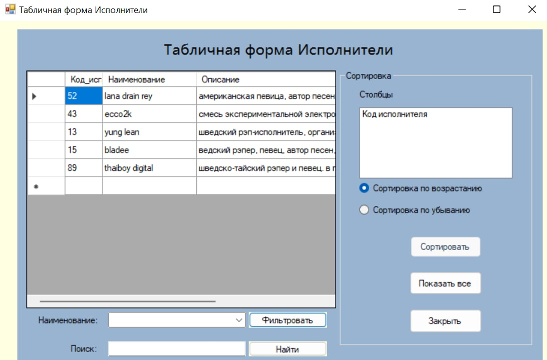 Табличная форма Исполнители
Табличная форма Исполнители
Код_исп Наименование Описание
52 lana drain rey американская певица, автор песен
43 ecco2k смесь экспериментальной электро
13 yung lean шведский рэп-исполнитель, органи
15 bladee ведский рэпер, певец, автор песен,
89 thaiboy digital шведско-тайский рэпер и певец, в г
Сортировка
Столбцы
Код исполнителя
Сортировка по возрастанию
Сортировка по убыванию
Сортировать
Показать все
Закрыть
Наименование: Фильтровать
Поиск: Найти